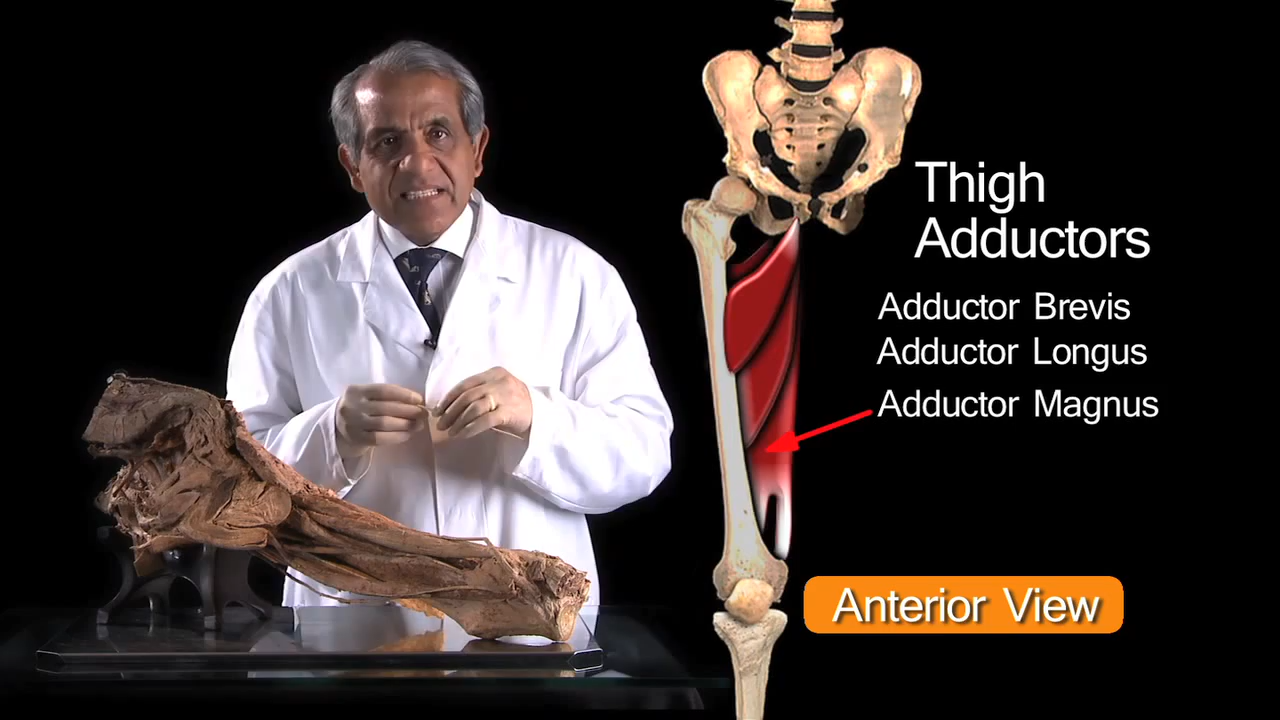 Thigh
Adductors
Adductor Brevis
Adductor Longus
Adductor Magnus
Anterior View